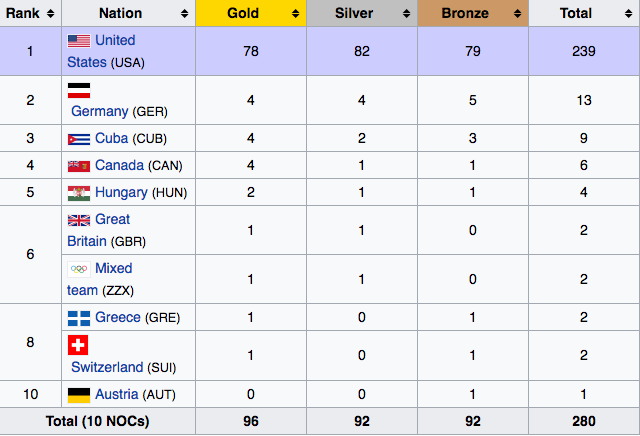 Rank Nation Gold Silver Bronze Total
1 United States (USA) 78 82 79 239
2 Germany (GER) 4 4 5 13
3 Cuba (CUB) 4 2 3 9
4 Canada (CAN) 4 1 1 6
5 Hungary (HUN) 2 1 1 4
6 Great Britain (GBR) 1 1 0 2
Mixed team (ZZX) 1 1 0 2
8 Greece (GRE) 1 0 1 2
Switzerland (SUI) 1 0 1 2
10 Austria (AUT) 0 0 1 1
Total (10 NOCs) 96 92 92 280